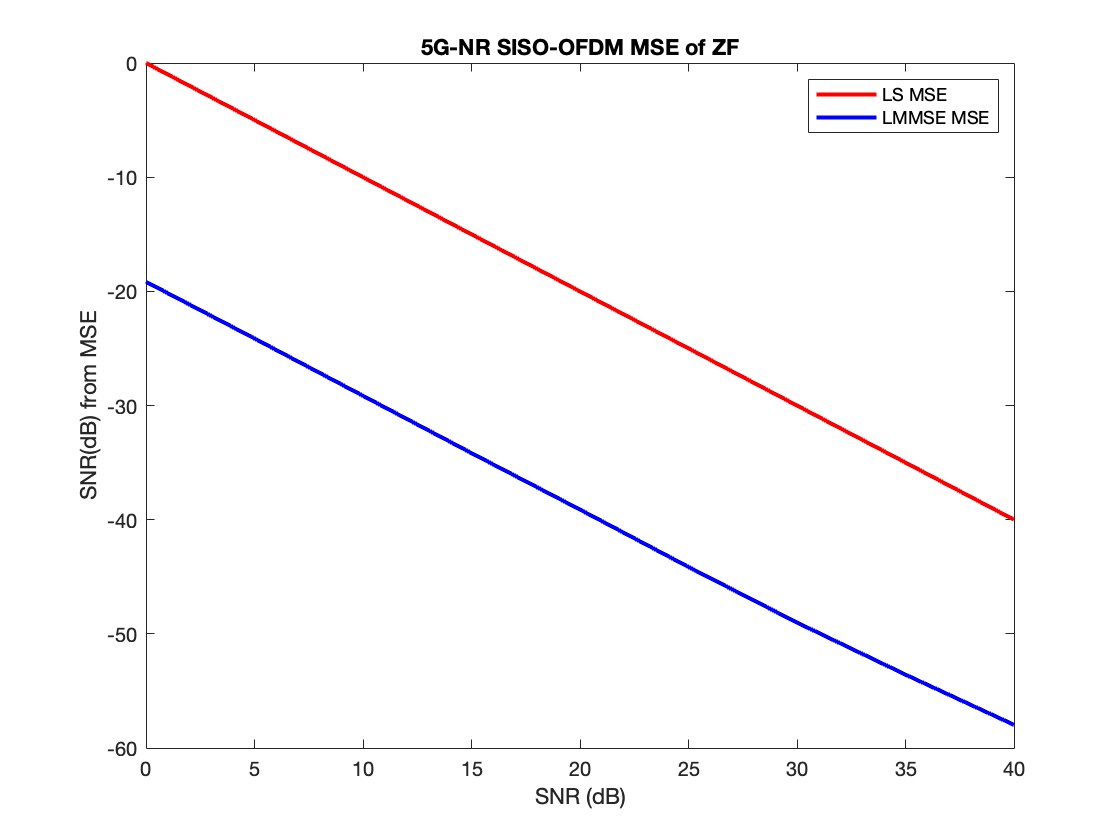 5G-NR SISO-OFDM MSE of ZF
LS MSE
LMMSE MSE
SNR(dB) from MSE
0
-10
-20
-30
-40
-50
-60
0 5 10 15 20 25 30 35 40
SNR (dB)